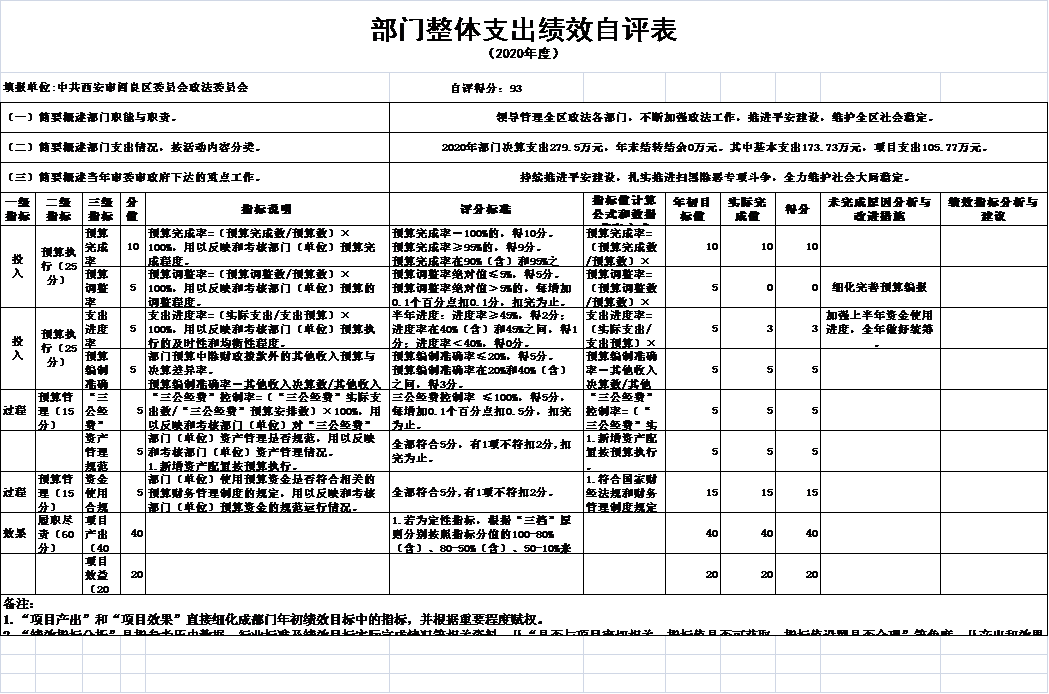 部门整体支出绩效自评表
（2020年度）
填报单位:中共西安市阎良区委员会政法委员会
自评得分：93
（一）简要概述部门职能与职责。
领导管理全区政法各部门，不断加强政法工作，推进平安建设，维护全区社会稳定。
（二）简要概述部门支出情况，按活动内容分类。
2020年部门决算支出279.5万元，年末结转结余0万元。其中基本支出173.73万元，项目支出105.77万元。
（三）简要概述当年市委市政府下达的重点工作。
持续推进平安建设，扎实推进扫黑除恶专项斗争，全力维护社会大局稳定。
一级
指标
二级
指标
三级
指标
分
值
指标说明
评分标准
指标值计算
公式和数据
年初目
标值
实际完
成值
得分
未完成原因分析与
改进措施
绩效指标分析与
建议
投
入
预算执
行（25
分）
预算
完成
率
10
预算完成率=（预算完成数/预算数）×
100%，用以反映和考核部门（单位）预算完
成程度。
预算完成率=100%的，得10分。
预算完成率≥95%的，得9分。
预算完成率在90%（含）和95%之
预算完成率=
（预算完成数
/预算数）×
10
10
10
预算
调整
率
5
预算调整率=（预算调整数/预算数）×
100%，用以反映和考核部门（单位）预算的
调整程度。
预算调整率绝对值≤5%，得5分。
预算调整率绝对值＞5%的，每增加
0.1个百分点扣0.1分，扣完为止。
预算调整率=
（预算调整数
/预算数）×
5
0
0
细化完善预算编报
投
入
预算执
行（25
分）
支出
进度
率
5
支出进度率=（实际支出/支出预算）×
100%，用以反映和考核部门（单位）预算执
行的及时性和均衡性程度。
半年进度：进度率≥45%，得2分；
进度率在40%（含）和45%之间，得1
分；进度率＜40%，得0分。
支出进度率=
（实际支出/
支出预算）×
5
3
3
加强上半年资金使用
进度，全年做好统筹
。
预算
编制
准确
5
部门预算中除财政拨款外的其他收入预算与
决算差异率。
预算编制准确率=其他收入决算数/其他收入
预算编制准确率≤20%，得5分。
预算编制准确率在20%和40%（含）
之间，得3分。
预算编制准确
率=其他收入
决算数/其他
5
5
5
过程
预算管
理（15
分）
“三
公经
费”
5
“三公经费”控制率=（“三公经费”实际支
出数/“三公经费”预算安排数）×100%，用
以反映和考核部门（单位）对“三公经费”
三公经费控制率 ≤100%，得5分，
每增加0.1个百分点扣0.5分，扣完
为止。
“三公经费”
控制率=（“
三公经费”实
5
5
5
资产
管理
规范
5
部门（单位）资产管理是否规范，用以反映
和考核部门（单位）资产管理情况。
1.新增资产配置按预算执行。
全部符合5分，有1项不符扣2分,扣
完为止。
1.新增资产配
置按预算执行
。
5
5
5
过程
预算管
理（15
分）
资金
使用
合规
5
部门（单位）使用预算资金是否符合相关的
预算财务管理制度的规定，用以反映和考核
部门（单位）预算资金的规范运行情况。
全部符合5分,有1项不符扣2分。
1.符合国家财
经法规和财务
管理制度规定
15
15
15
效果
履职尽
责（60
分）
项目
产出
（40
40
1.若为定性指标，根据“三档”原
则分别按照指标分值的100-80%
（含）、80-50%（含）、50-10%来
40
40
40
项目
效益
（20
20
20
20
20
备注：
1.“项目产出”和“项目效果”直接细化成部门年初绩效目标中的指标，并根据重要程度赋权。